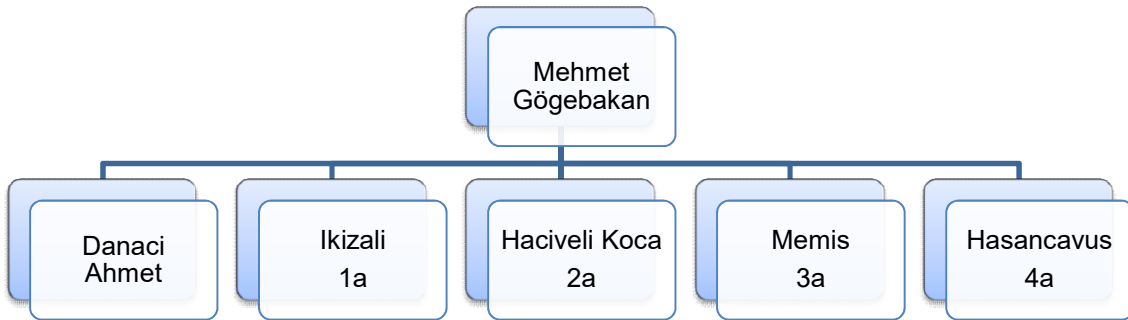 Mehmet
Gögebakan
Danaci
Ahmet
Ikizali
1a
Haciveli Koca
2a
Memis
3a
Hasancavus
4a